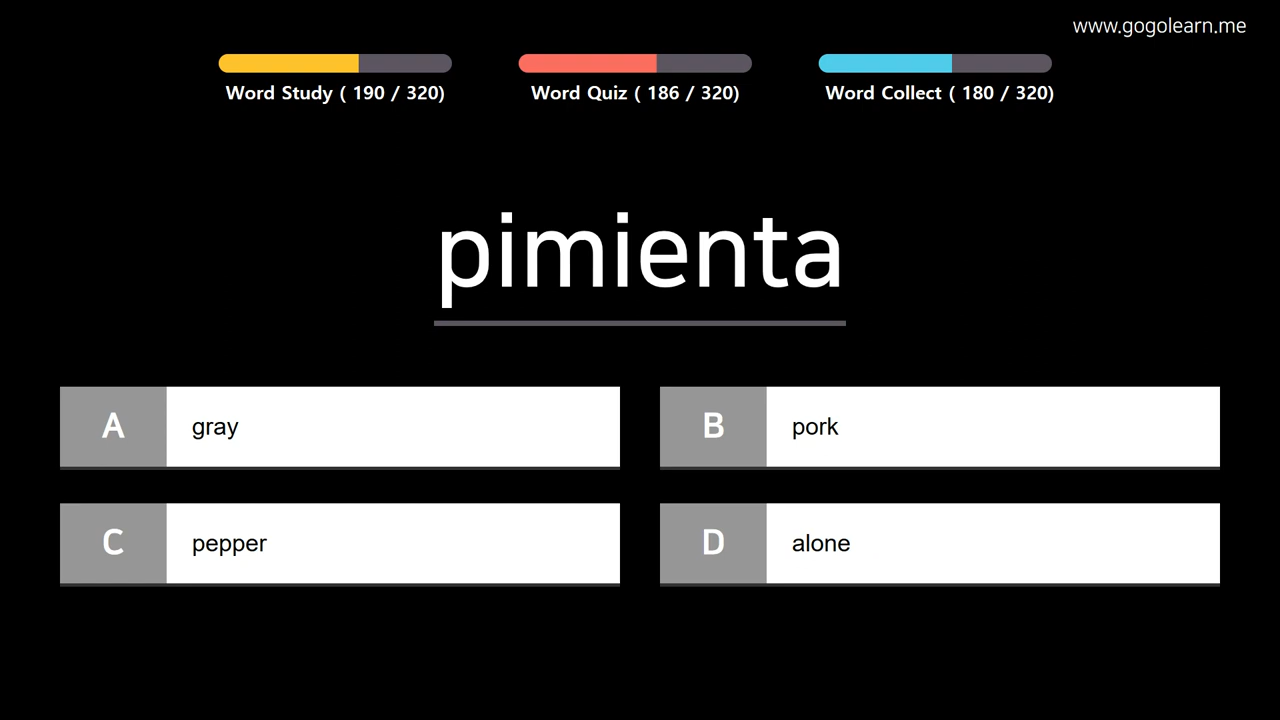 www.gogolearn.me
Word Study ( 190 / 320)
Word Quiz ( 186 / 320)
Word Collect ( 180 / 320)
pimienta
A gray
B pork
C pepper
D alone